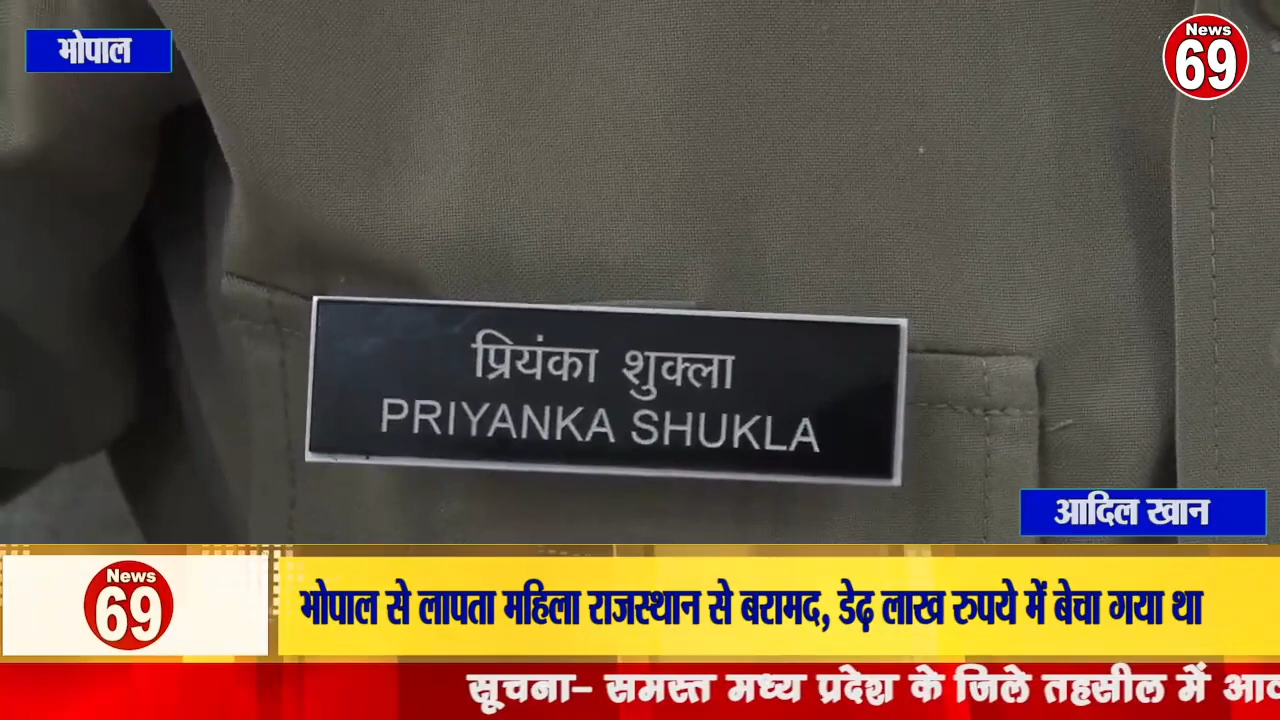 भोपाल
News
69
प्रियंका शुक्ला
PRIYANKA SHUKLA
आदिल खान
News
69
भोपाल से लापता महिला राजस्थान से बरामद, डेढ़ लाख रुपये में बेचा गया था
सूचना- समस्त मध्य प्रदेश के जिले तहसील में